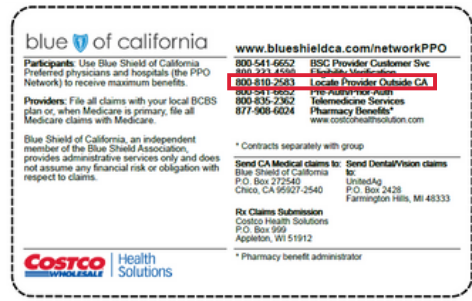 blue of california
Participants: Use Blue Shield of California
Preferred physicians and hospitals (the PPO
Network) to receive maximum benefits.
Providers: File all claims with your local BCBS
plan or, when Medicare is primary, file all
Medicare claims with Medicare.
Blue Shield of California, an independent
member of the Blue Shield Association,
provides administrative services only and does
not assume any financial risk or obligation with
respect to claims.
COSTCO WHOLESALE Health Solutions
www.blueshieldca.com/networkPPO
800-541-6652 BSC Provider Customer Svc
800-223-4590 Eligibility Verification
800-810-2583 Locate Provider Outside CA
800-541-6652 Pre-Auth/Prior-Auth
800-835-2362 Telemedicine Services
877-908-6024 Pharmacy Benefits*
www.costcohealthsolution.com
* Contracts separately with group
Send CA Medical claims to:
Blue Shield of California
P.O. Box 272540
Chico, CA 95927-2540
Send Dental/Vision claims
to:
UnitedAg
P.O. Box 2428
Farmington Hills, MI 48333
Rx Claims Submission
Costco Health Solutions
P.O. Box 999
Appleton, WI 51912
* Pharmacy benefit administrator